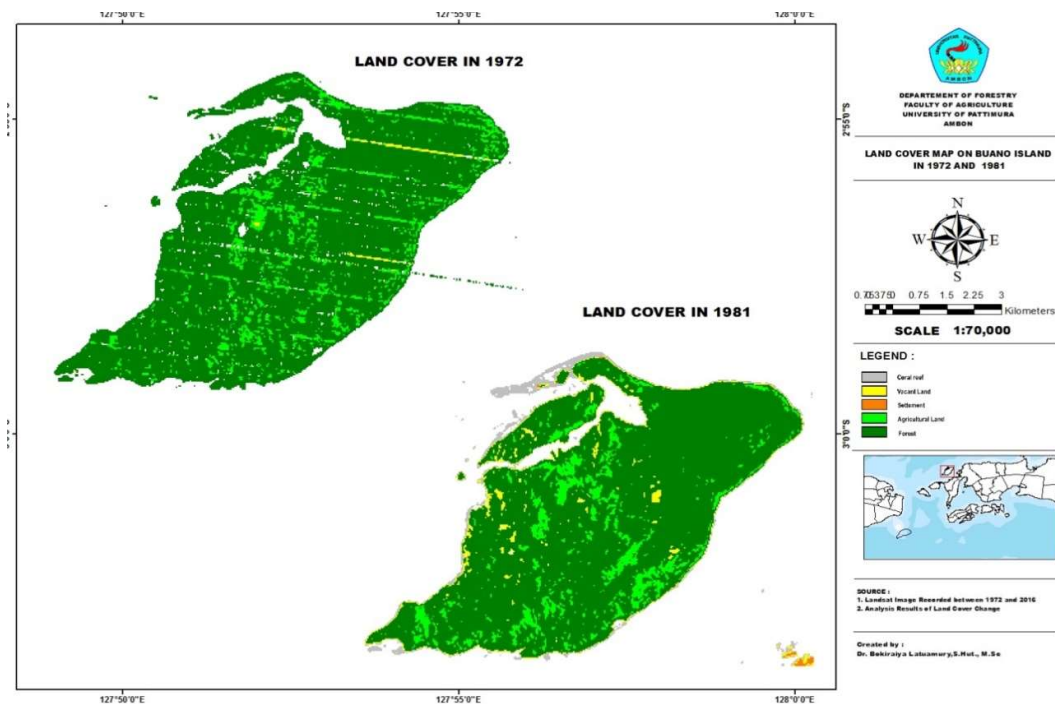 127°50'0"E 127°55'0"E 128°0'0"E
LAND COVER IN 1972
LAND COVER IN 1981
2°55'0"S
3°0'0"S
127°50'0"E 127°55'0"E 128°0'0"E
AMBON
DEPARTEMENT OF FORESTRY
FACULTY OF AGRICULTURE
UNIVERSITY OF PATTIMURA
AMBON
LAND COVER MAP ON BUANO ISLAND
IN 1972 AND 1981
N
W E
S
0.75 1.5 2.25 3
Kilometers
SCALE 1:70,000
LEGEND :
Coral reef
Vacant Land
Settlement
Agricultural Land
Forest
SOURCE :
1. Landsat Image Recorded between 1972 and 2016
2. Analysis Results of Land Cover Change
Created by :
Dr. Bokiraiya Latuamury,S.Hut., M.Sc